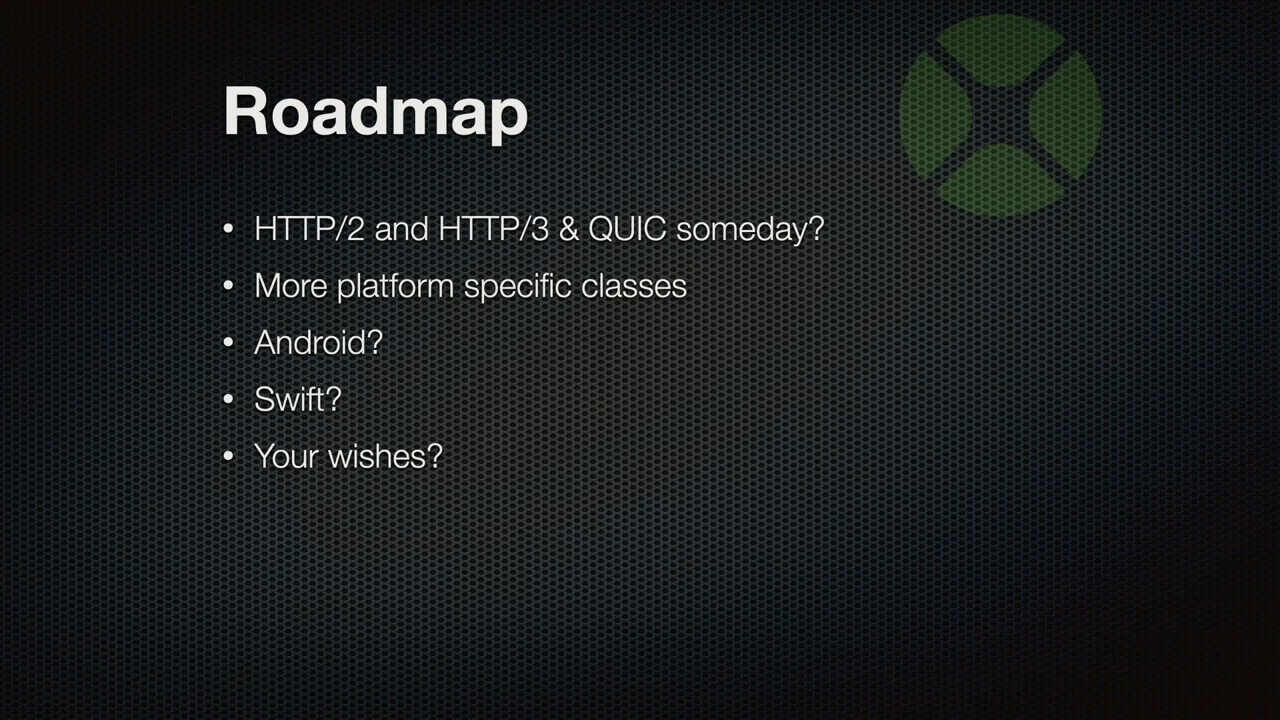 Roadmap
• HTTP/2 and HTTP/3 & QUIC someday?
• More platform specific classes
• Android?
• Swift?
• Your wishes?